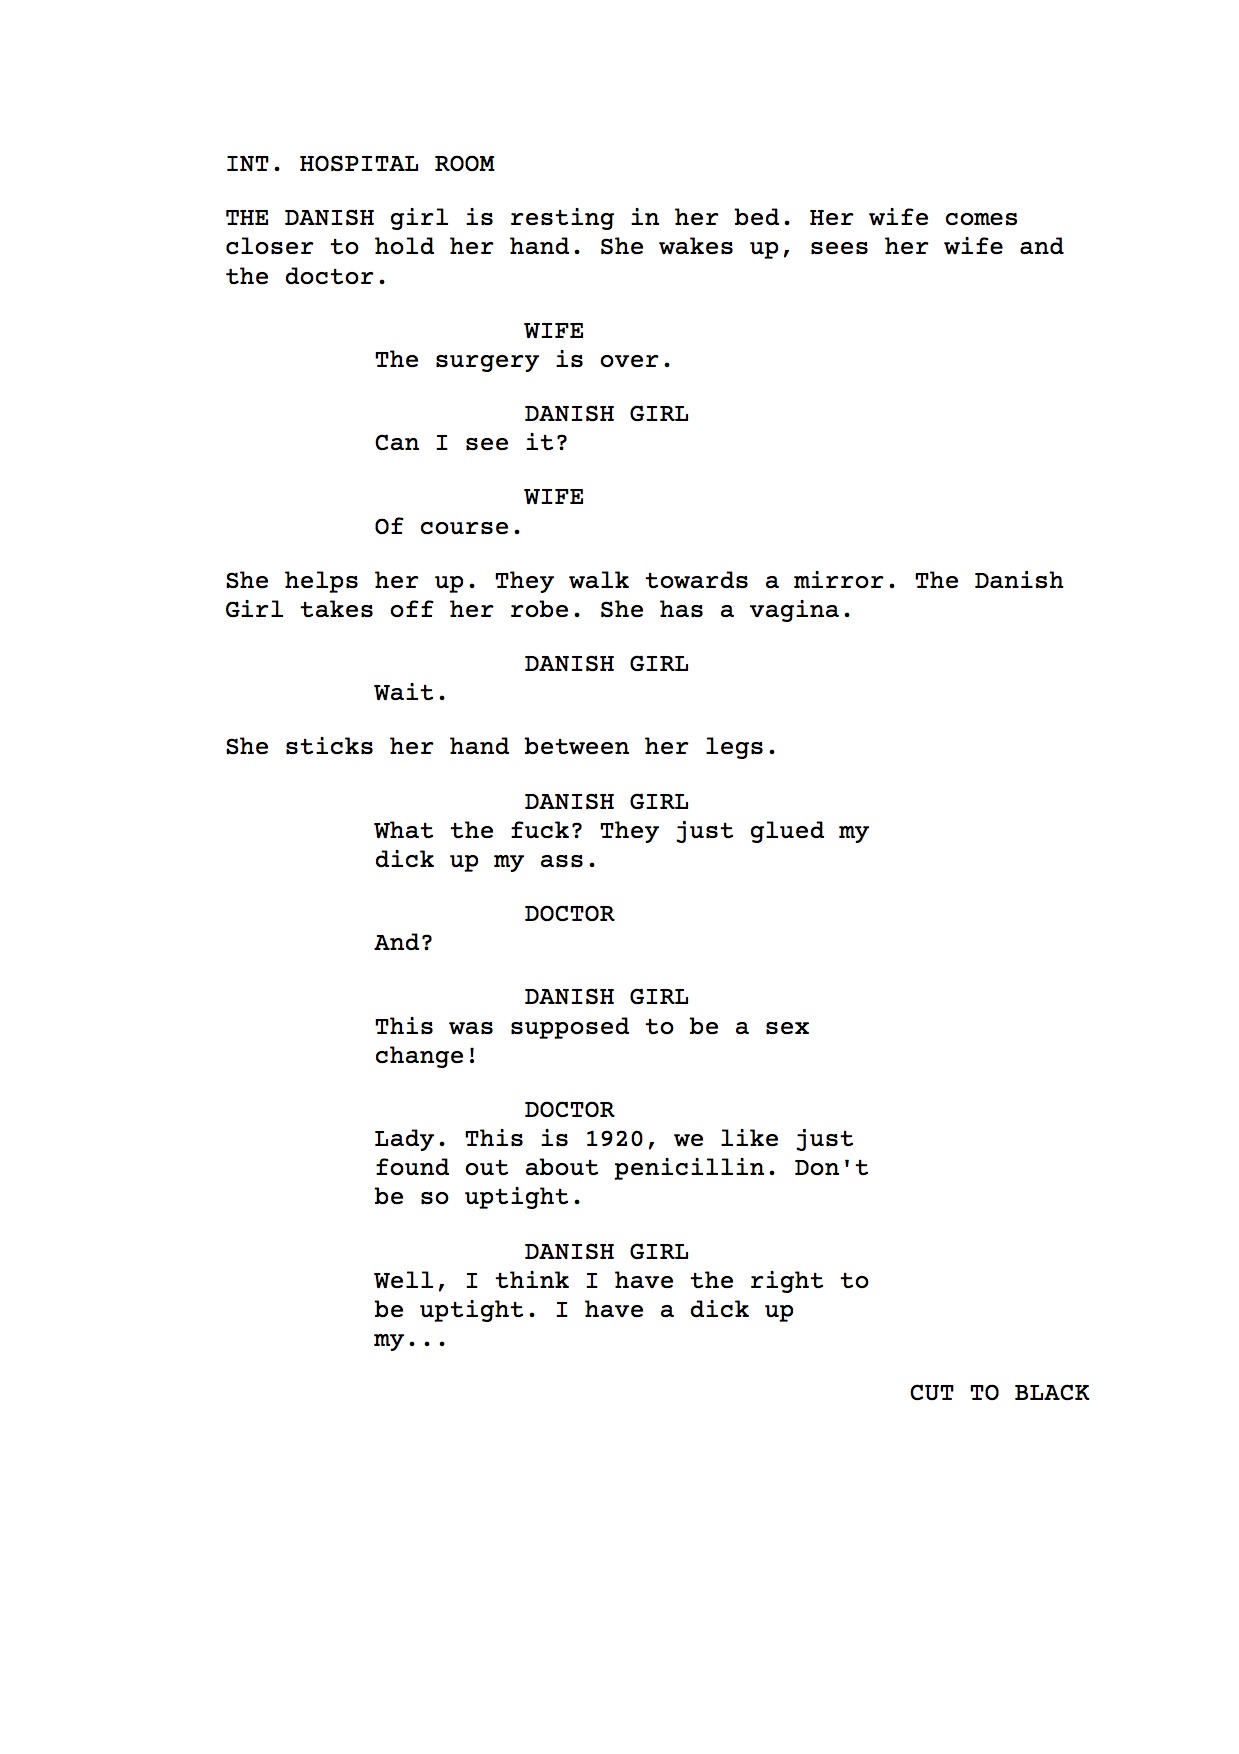 INT. HOSPITAL ROOM
THE DANISH girl is resting in her bed. Her wife comes
closer to hold her hand. She wakes up, sees her wife and
the doctor.
WIFE
The surgery is over.
DANISH GIRL
Can I see it?
WIFE
Of course.
She helps her up. They walk towards a mirror. The Danish
Girl takes off her robe. She has a vagina.
DANISH GIRL
Wait.
She sticks her hand between her legs.
DANISH GIRL
What the fuck? They just glued my
dick up my ass.
DOCTOR
And?
DANISH GIRL
This was supposed to be a sex
change!
DOCTOR
Lady. This is 1920, we like just
found out about penicillin. Don't
be so uptight.
DANISH GIRL
Well, I think I have the right to
be uptight. I have a dick up
my...
CUT TO BLACK